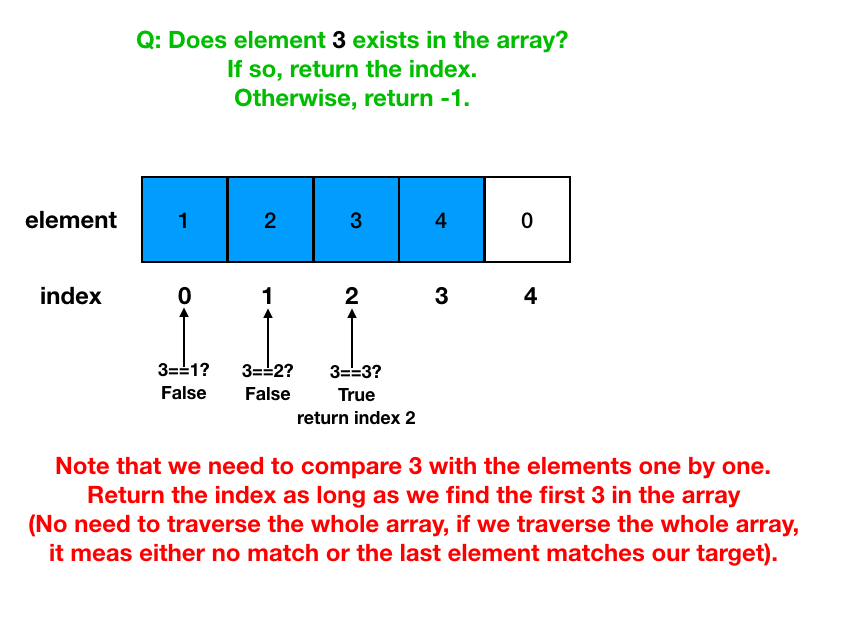 Q: Does element 3 exists in the array?
If so, return the index.
Otherwise, return -1.
element 1 2 3 4 0
index 0 1 2 3 4
3==1? 3==2? 3==3?
False False True
return index 2
Note that we need to compare 3 with the elements one by one.
Return the index as long as we find the first 3 in the array
(No need to traverse the whole array, if we traverse the whole array,
it meas either no match or the last element matches our target).